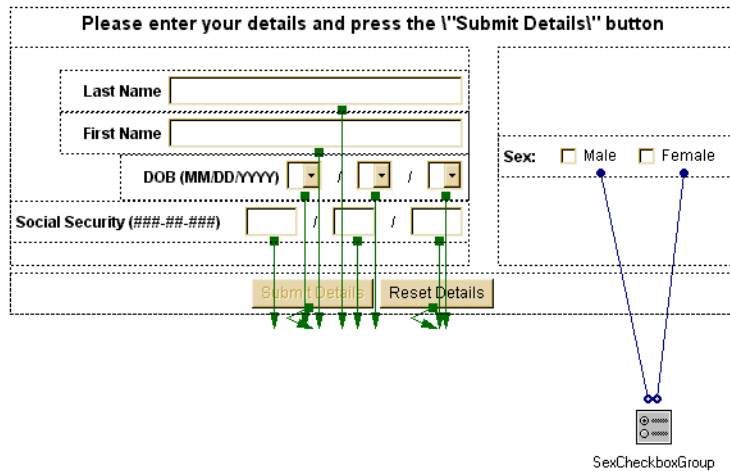 Please enter your details and press the \"Submit Details\" button
Last Name
First Name
DOB (MM/DD/YYYY) / /
Social Security (###-##-###) / /
Sex: Male Female
Submit Details Reset Details
SexCheckboxGroup